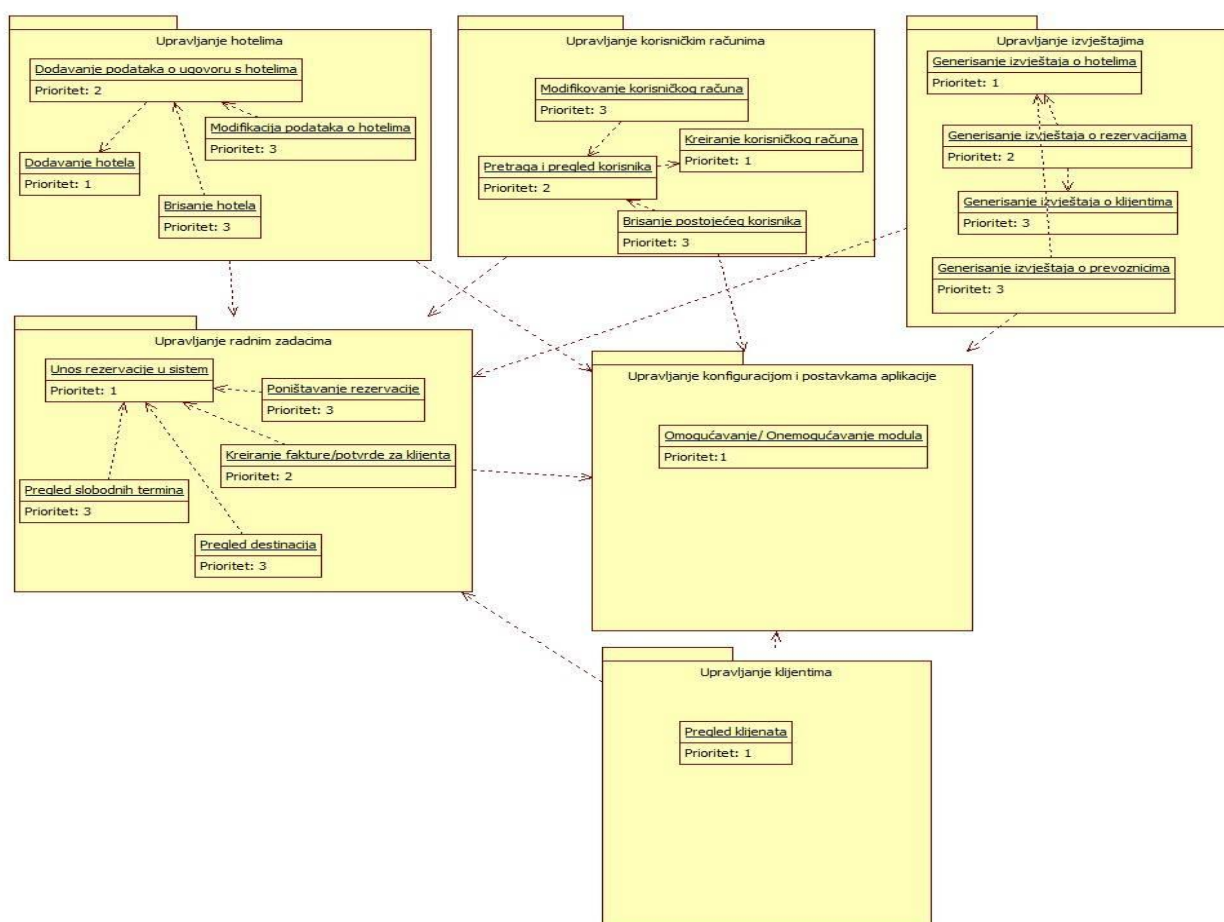 Upravljanje hotelima
Dodavanje podataka o ugovoru s hotelima
Prioritet: 2
Modifikacija podataka o hotelima
Prioritet: 3
Dodavanje hotela
Prioritet: 1
Brisanje hotela
Prioritet: 3
Upravljanje korisničkim računima
Modifikovanje korisničkog računa
Prioritet: 3
Kreiranje korisničkog računa
Prioritet: 1
Pretraga i pregled korisnika
Prioritet: 2
Brisanje postojećeg korisnika
Prioritet: 3
Upravljanje izvještajima
Generisanje izvještaja o hotelima
Prioritet: 1
Generisanje izvještaja o rezervacijama
Prioritet: 2
Generisanje izvještaja o klijentima
Prioritet: 3
Generisanje izvještaja o prevoznicima
Prioritet: 3
Upravljanje radnim zadacima
Unos rezervacije u sistem
Prioritet: 1
Poništavanje rezervacije
Prioritet: 3
Kreiranje fakture/potvrde za klijenta
Prioritet: 2
Pregled slobodnih termina
Prioritet: 3
Pregled destinacija
Prioritet: 3
Upravljanje konfiguracijom i postavkama aplikacije
Omogućavanje/ Onemogućavanje modula
Prioritet:1
Upravljanje klijentima
Pregled klijenata
Prioritet: 1